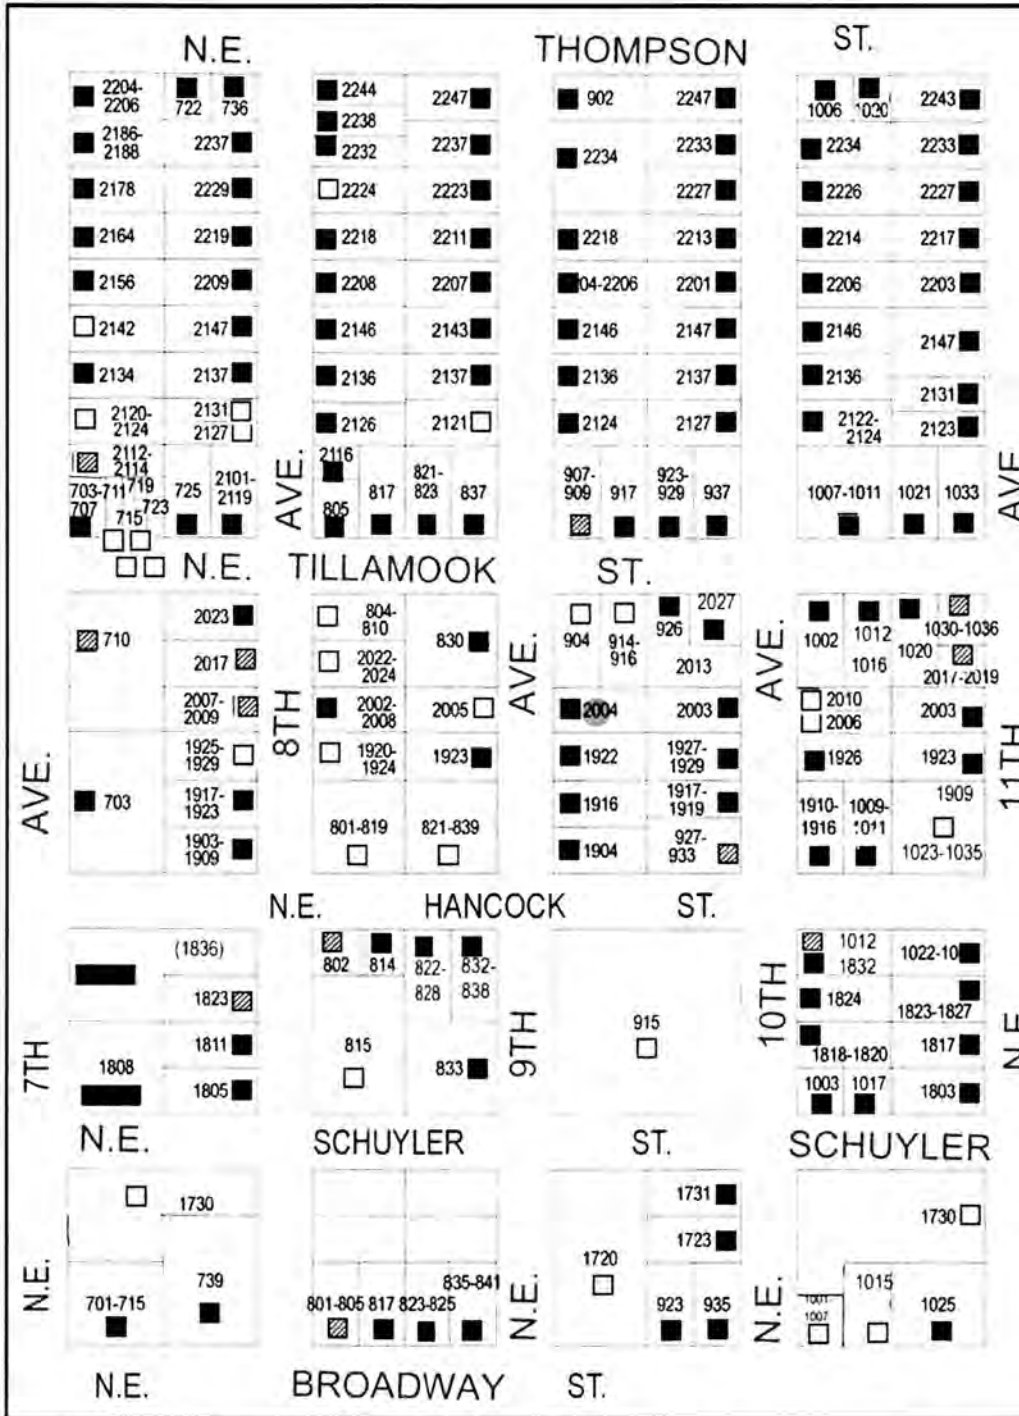 N.E. THOMPSON ST.
2204-2206 722 736 2244 2247 902 2247 1006 1020 2243
2238
2186-2188 2237 2232 2237 2234 2233 2234 2233
2178 2229 2224 2223 2227 2226 2227
2164 2219 2218 2211 2218 2213 2214 2217
2156 2209 2208 2207 04-2206 2201 2206 2203
2142 2147 2146 2143 2146 2147 2146 2147
2134 2137 2136 2137 2136 2137 2136
2131
2120-2124 2131 2126 2121 2124 2127 2122-2124 2123
2127
2112-2114 2116
703-711 719 725 2101-2119 AVE. 817 821-823 837 907-909 917 923-929 937 1007-1011 1021 1033 AVE
707 715 723 805
N.E. TILLAMOOK ST.
710 2023 804-810 830 904 914-916 926 2027 1002 1012 1020 1030-1036
2017 2022-2024 AVE. 2013 AVE. 1016 2017-2019
2007-2009 8TH 2002-2008 2005 2004 2003 2010 2003
2006
1925-1929 1920-1924 1923 1922 1927-1929 1926 1923 11TH
AVE. 703 1917-1923 1916 1917-1919 1910-1916 1009-1011 1909
1903-1909 801-819 821-839 1904 927-933 1023-1035
N.E. HANCOCK ST.
(1836) 802 814 822-828 832-838 1012 1022-10
1832
1823 1824 1823-1827
7TH 1811 815 833 9TH 915 10TH 1818-1820 1817 N.E.
1808 1805 1003 1017 1803
N.E. SCHUYLER ST. SCHUYLER
1730 1731 1730
1723
N.E. 701-715 739 801-805 817 823-825 835-841 N.E. 1720 923 935 N.E. 1001-1007 1015 1025
N.E. BROADWAY ST.